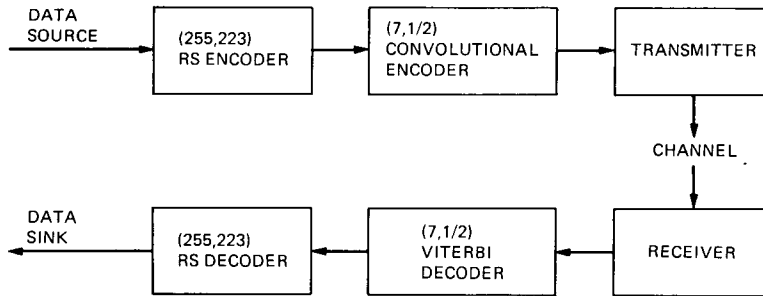 DATA
SOURCE
(255,223)
RS ENCODER
(7,1/2)
CONVOLUTIONAL
ENCODER
TRANSMITTER
CHANNEL
DATA
SINK
(255,223)
RS DECODER
(7,1/2)
VITERBI
DECODER
RECEIVER